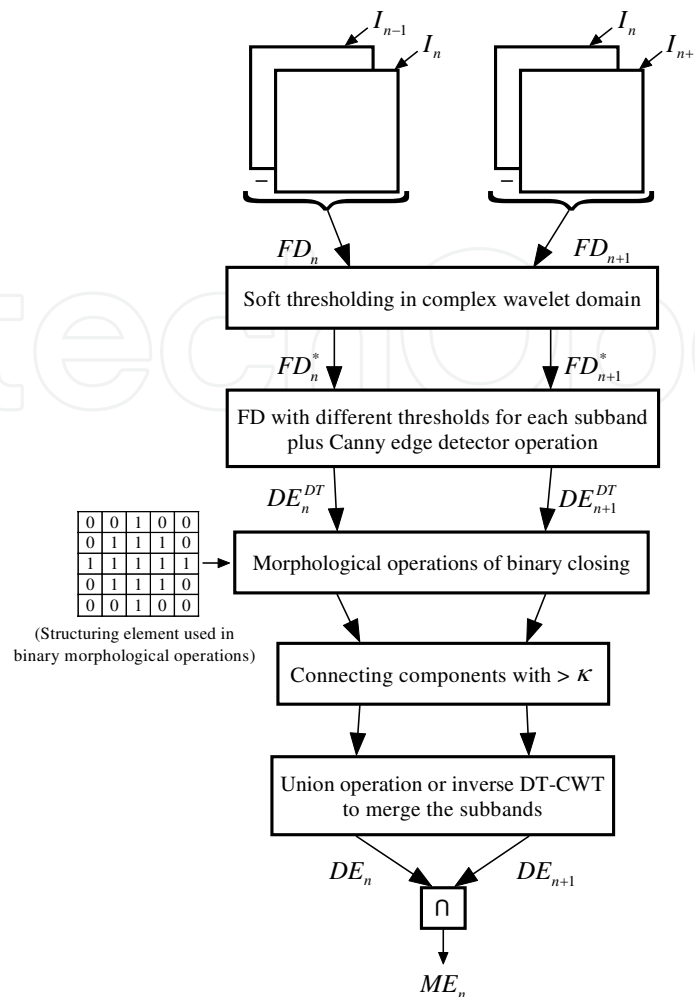 I_{n-1}
I_n
I_n
I_{n+
–
–
FD_n
FD_{n+1}
Soft thresholding in complex wavelet domain
FD_n^*
FD_{n+1}^*
FD with different thresholds for each subband
plus Canny edge detector operation
DE_n^{DT}
DE_{n+1}^{DT}
0 0 1 0 0
0 1 1 1 0
1 1 1 1 1
0 1 1 1 0
0 0 1 0 0
(Structuring element used in
binary morphological operations)
Morphological operations of binary closing
Connecting components with > κ
Union operation or inverse DT-CWT
to merge the subbands
DE_n
DE_{n+1}
∩
ME_n